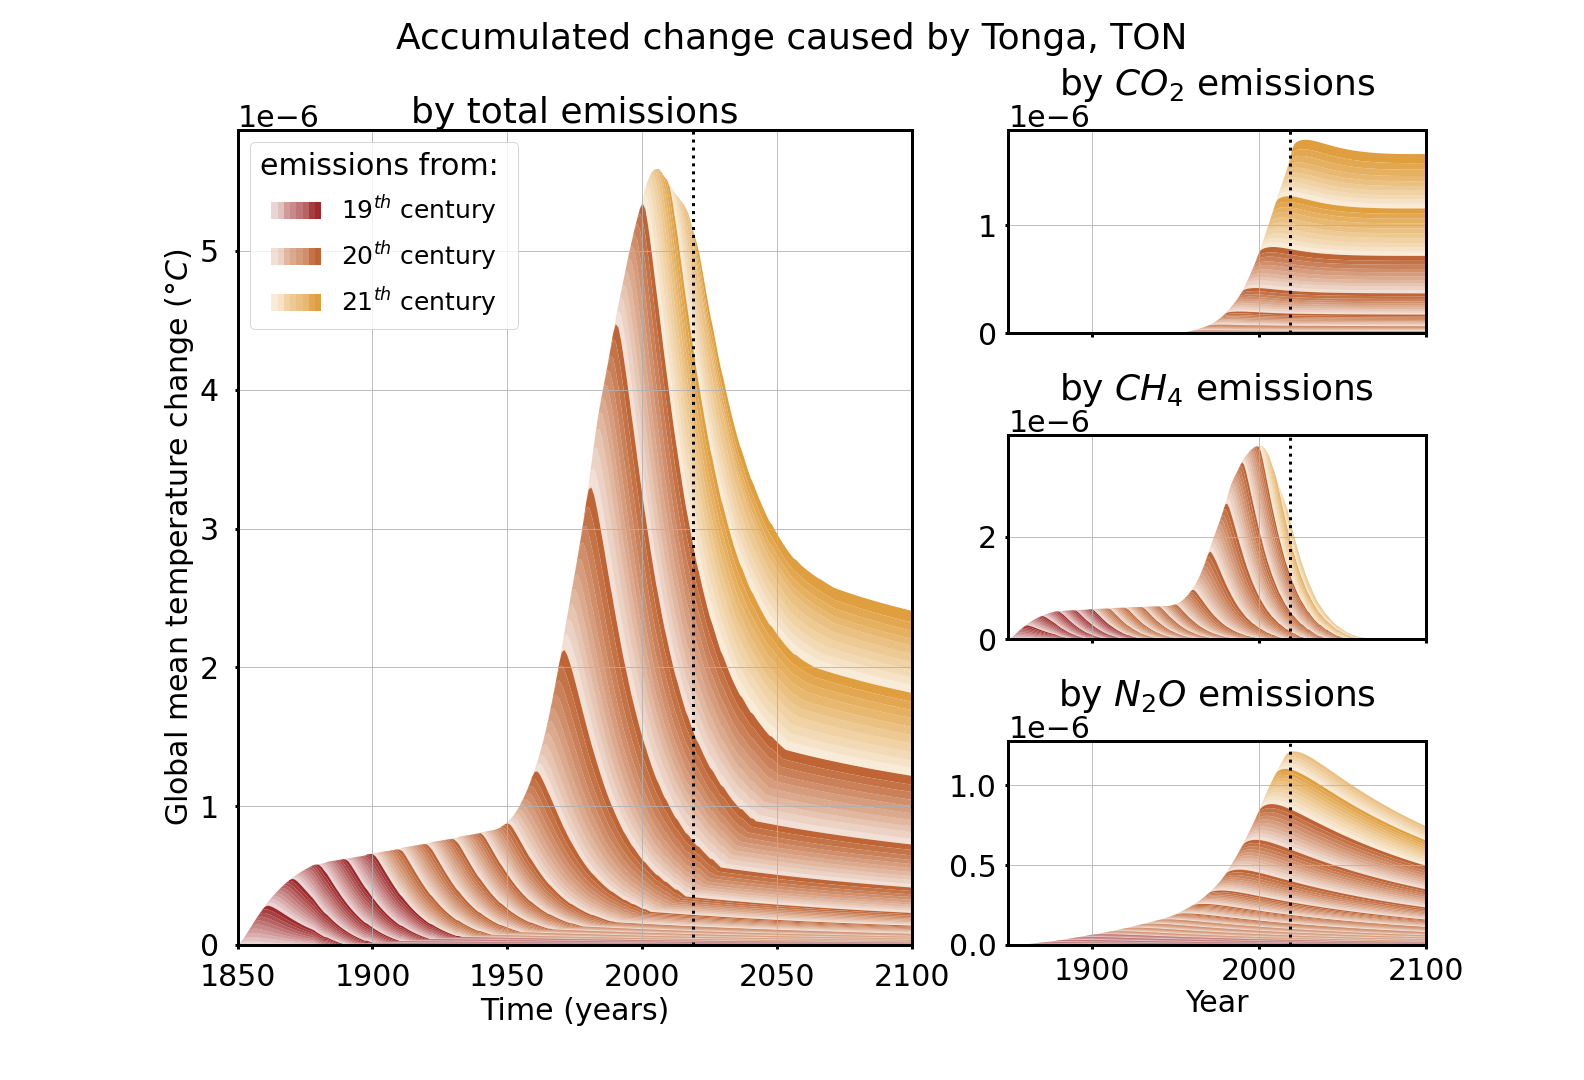 Accumulated change caused by Tonga, TON
by total emissions
1e−6
emissions from:
19th century
20th century
21th century
Global mean temperature change (°C)
5
4
3
2
1
0
1850 1900 1950 2000 2050 2100
Time (years)
by CO2 emissions
1e−6
1
0
by CH4 emissions
1e−6
2
0
by N2O emissions
1e−6
1.0
0.5
0.0
1900 2000 2100
Year